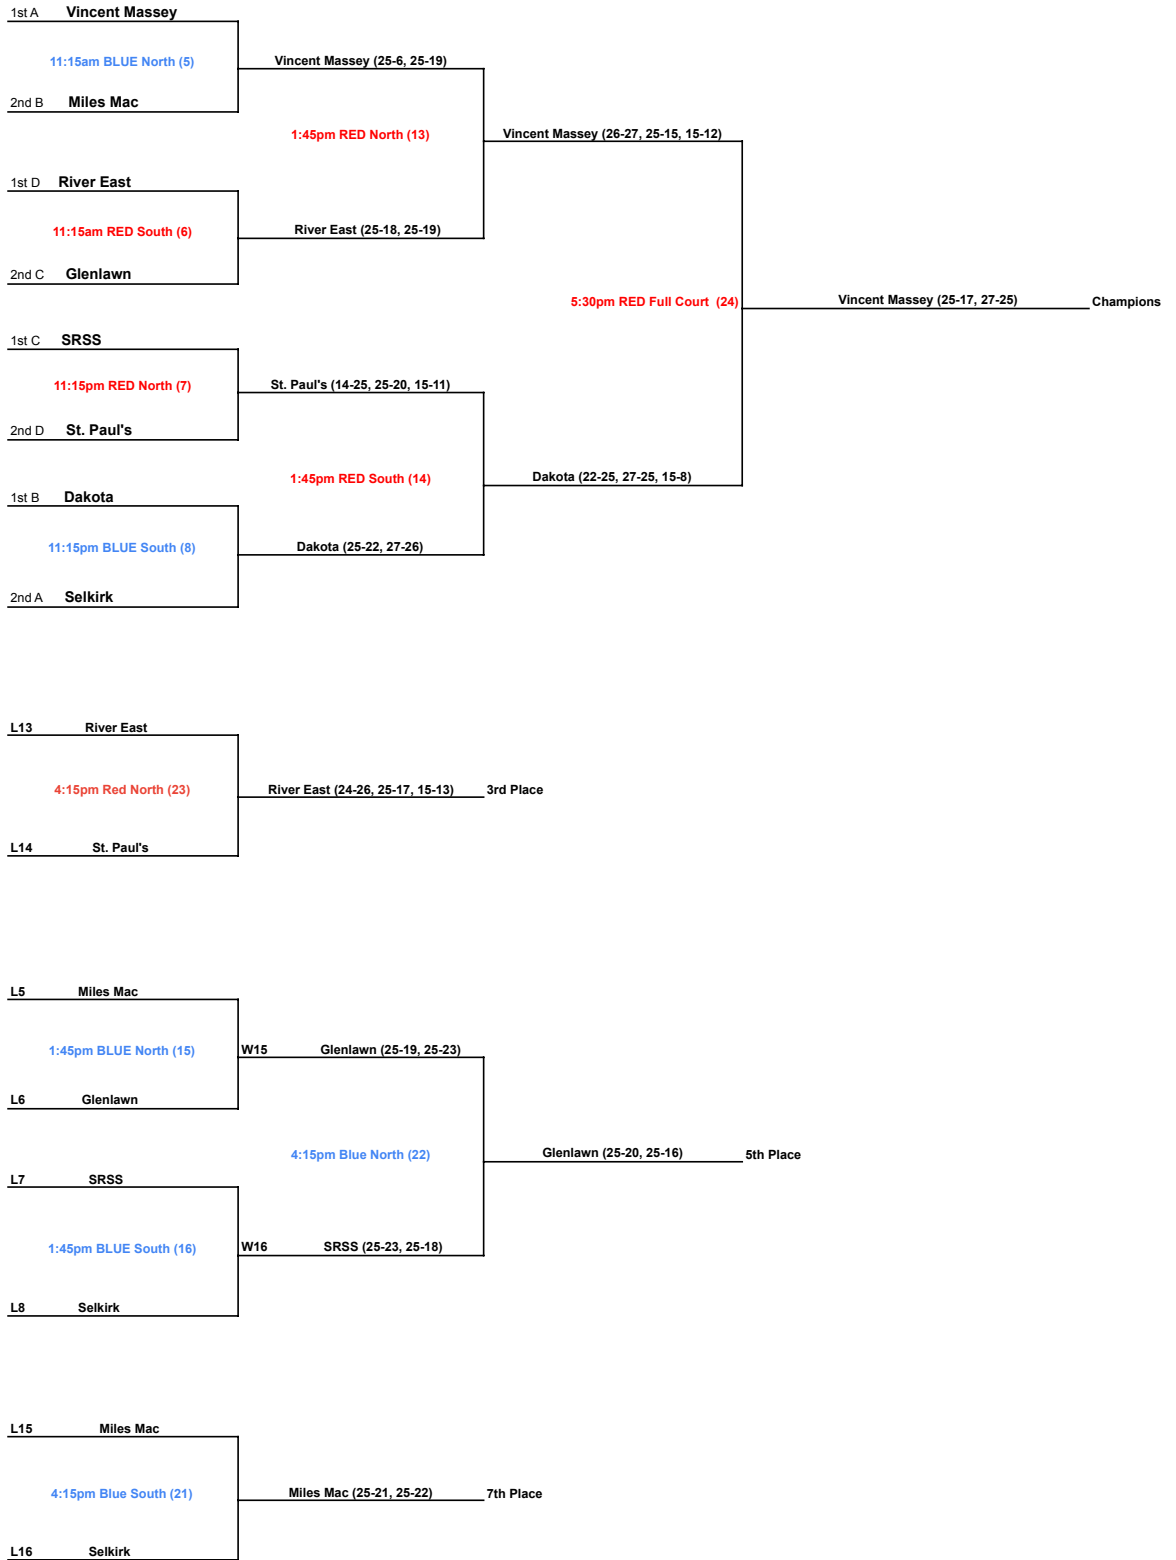 1st A Vincent Massey
11:15am BLUE North (5) Vincent Massey (25-6, 25-19)
2nd B Miles Mac
1:45pm RED North (13) Vincent Massey (26-27, 25-15, 15-12)
1st D River East
11:15am RED South (6) River East (25-18, 25-19)
2nd C Glenlawn
5:30pm RED Full Court (24) Vincent Massey (25-17, 27-25) Champions
1st C SRSS
11:15pm RED North (7) St. Paul's (14-25, 25-20, 15-11)
2nd D St. Paul's
1:45pm RED South (14) Dakota (22-25, 27-25, 15-8)
1st B Dakota
11:15pm BLUE South (8) Dakota (25-22, 27-26)
2nd A Selkirk
L13 River East
4:15pm Red North (23) River East (24-26, 25-17, 15-13) 3rd Place
L14 St. Paul's
L5 Miles Mac
1:45pm BLUE North (15) W15 Glenlawn (25-19, 25-23)
L6 Glenlawn
4:15pm Blue North (22) Glenlawn (25-20, 25-16) 5th Place
L7 SRSS
1:45pm BLUE South (16) W16 SRSS (25-23, 25-18)
L8 Selkirk
L15 Miles Mac
4:15pm Blue South (21) Miles Mac (25-21, 25-22) 7th Place
L16 Selkirk